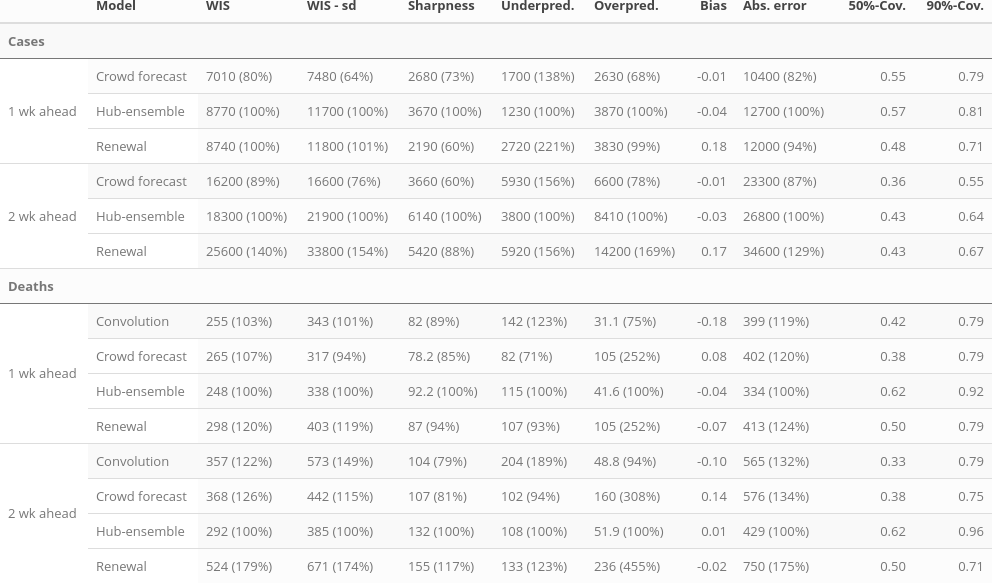 Model WIS WIS - sd Sharpness Underpred. Overpred. Bias Abs. error 50%-Cov. 90%-Cov.
Cases
1 wk ahead
Crowd forecast 7010 (80%) 7480 (64%) 2680 (73%) 1700 (138%) 2630 (68%) -0.01 10400 (82%) 0.55 0.79
Hub-ensemble 8770 (100%) 11700 (100%) 3670 (100%) 1230 (100%) 3870 (100%) -0.04 12700 (100%) 0.57 0.81
Renewal 8740 (100%) 11800 (101%) 2190 (60%) 2720 (221%) 3830 (99%) 0.18 12000 (94%) 0.48 0.71
2 wk ahead
Crowd forecast 16200 (89%) 16600 (76%) 3660 (60%) 5930 (156%) 6600 (78%) -0.01 23300 (87%) 0.36 0.55
Hub-ensemble 18300 (100%) 21900 (100%) 6140 (100%) 3800 (100%) 8410 (100%) -0.03 26800 (100%) 0.43 0.64
Renewal 25600 (140%) 33800 (154%) 5420 (88%) 5920 (156%) 14200 (169%) 0.17 34600 (129%) 0.43 0.67
Deaths
1 wk ahead
Convolution 255 (103%) 343 (101%) 82 (89%) 142 (123%) 31.1 (75%) -0.18 399 (119%) 0.42 0.79
Crowd forecast 265 (107%) 317 (94%) 78.2 (85%) 82 (71%) 105 (252%) 0.08 402 (120%) 0.38 0.79
Hub-ensemble 248 (100%) 338 (100%) 92.2 (100%) 115 (100%) 41.6 (100%) -0.04 334 (100%) 0.62 0.92
Renewal 298 (120%) 403 (119%) 87 (94%) 107 (93%) 105 (252%) -0.07 413 (124%) 0.50 0.79
2 wk ahead
Convolution 357 (122%) 573 (149%) 104 (79%) 204 (189%) 48.8 (94%) -0.10 565 (132%) 0.33 0.79
Crowd forecast 368 (126%) 442 (115%) 107 (81%) 102 (94%) 160 (308%) 0.14 576 (134%) 0.38 0.75
Hub-ensemble 292 (100%) 385 (100%) 132 (100%) 108 (100%) 51.9 (100%) 0.01 429 (100%) 0.62 0.96
Renewal 524 (179%) 671 (174%) 155 (117%) 133 (123%) 236 (455%) -0.02 750 (175%) 0.50 0.71